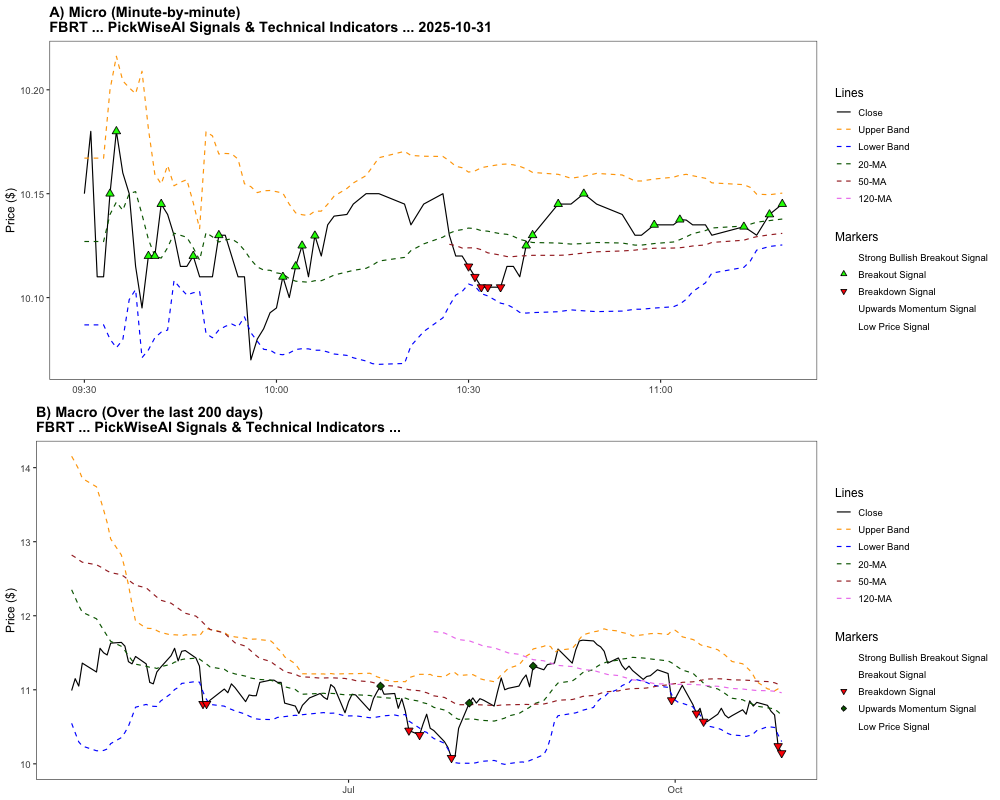 A) Micro (Minute-by-minute)
FBRT ... PickWiseAI Signals & Technical Indicators ... 2025-10-31
Price ($)
10.20
10.15
10.10
09:30
10:00
10:30
11:00
Lines
Close
Upper Band
Lower Band
20-MA
50-MA
120-MA
Markers
Strong Bullish Breakout Signal
Breakout Signal
Breakdown Signal
Upwards Momentum Signal
Low Price Signal
B) Macro (Over the last 200 days)
FBRT ... PickWiseAI Signals & Technical Indicators ...
Price ($)
14
13
12
11
10
Jul
Oct
Lines
Close
Upper Band
Lower Band
20-MA
50-MA
120-MA
Markers
Strong Bullish Breakout Signal
Breakout Signal
Breakdown Signal
Upwards Momentum Signal
Low Price Signal